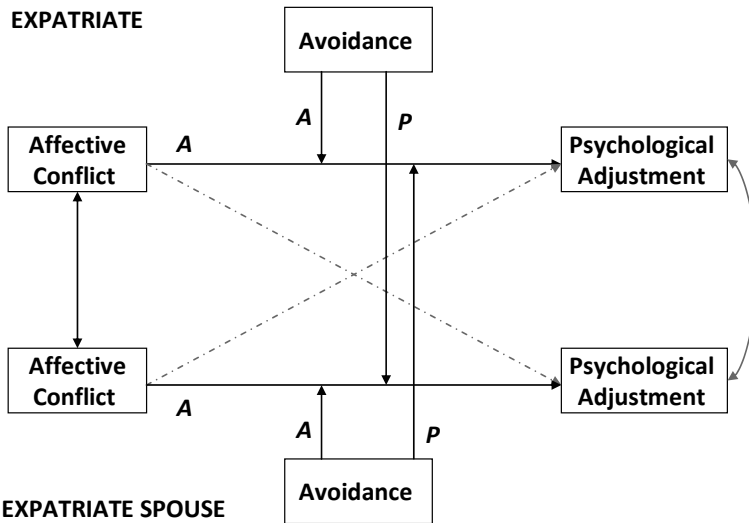 EXPATRIATE
Avoidance
A
P
Affective
Conflict
A
Psychological
Adjustment
Affective
Conflict
A
Psychological
Adjustment
A
P
Avoidance
EXPATRIATE SPOUSE